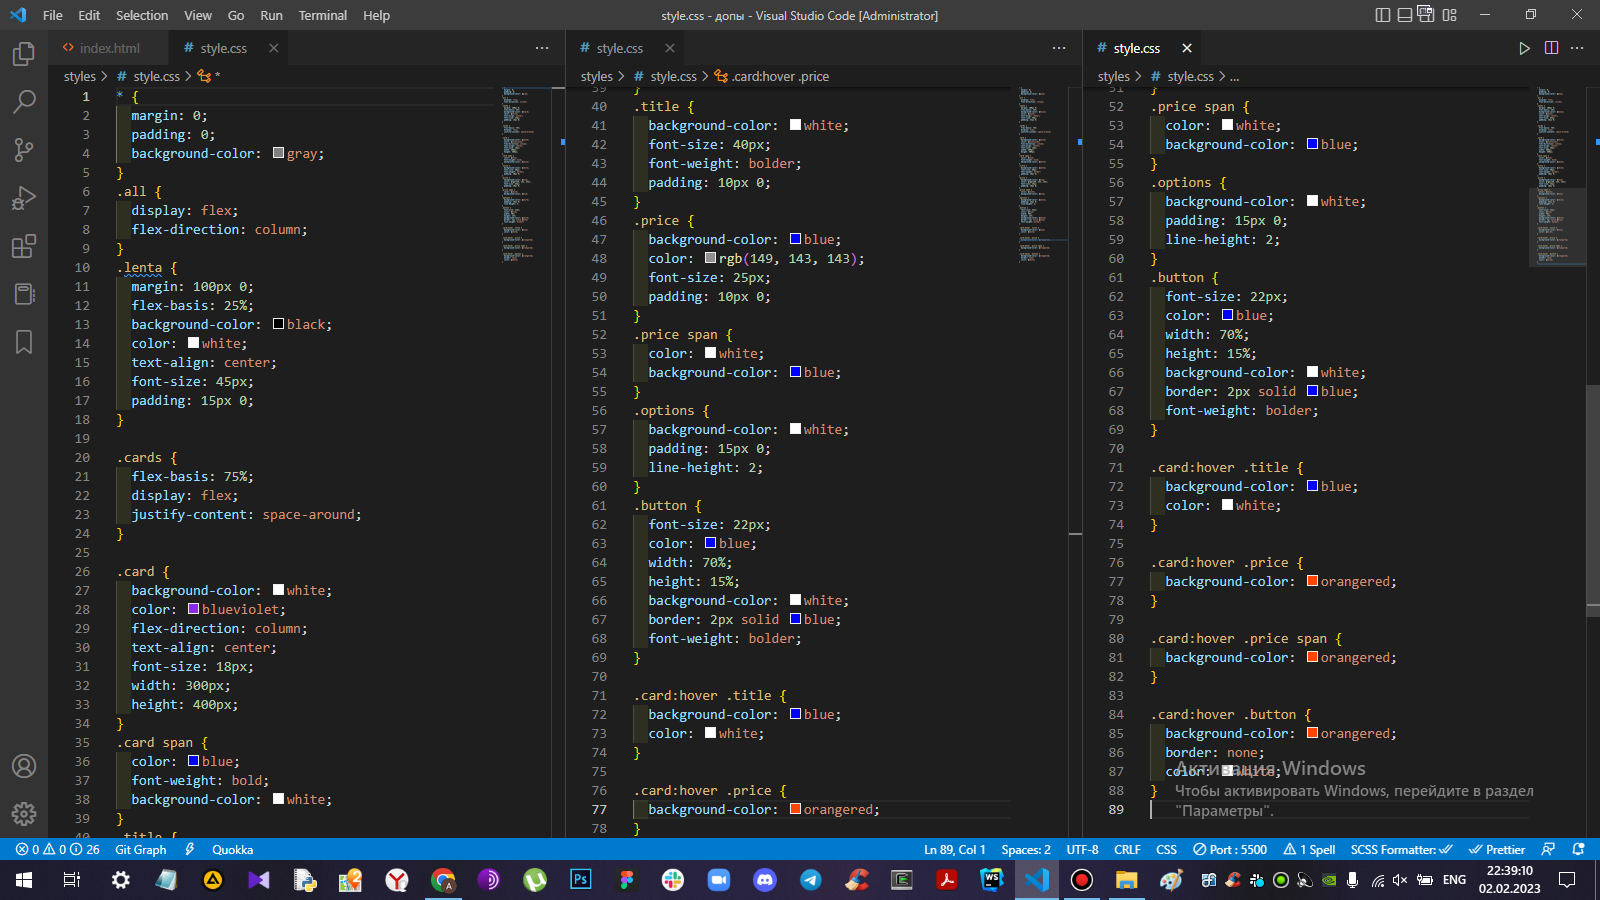 File Edit Selection View Go Run Terminal Help
style.css - допы - Visual Studio Code [Administrator]
index.html
# style.css
styles > # style.css > *
1 * {
2 margin: 0;
3 padding: 0;
4 background-color: gray;
5 }
6 .all {
7 display: flex;
8 flex-direction: column;
9 }
10 .lenta {
11 margin: 100px 0;
12 flex-basis: 25%;
13 background-color: black;
14 color: white;
15 text-align: center;
16 font-size: 45px;
17 padding: 15px 0;
18 }
19
20 .cards {
21 flex-basis: 75%;
22 display: flex;
23 justify-content: space-around;
24 }
25
26 .card {
27 background-color: white;
28 color: blueviolet;
29 flex-direction: column;
30 text-align: center;
31 font-size: 18px;
32 width: 300px;
33 height: 400px;
34 }
35 .card span {
36 color: blue;
37 font-weight: bold;
38 background-color: white;
39 }
40 .title {
# style.css
styles > # style.css > .card:hover .price
39 }
40 .title {
41 background-color: white;
42 font-size: 40px;
43 font-weight: bolder;
44 padding: 10px 0;
45 }
46 .price {
47 background-color: blue;
48 color: rgb(149, 143, 143);
49 font-size: 25px;
50 padding: 10px 0;
51 }
52 .price span {
53 color: white;
54 background-color: blue;
55 }
56 .options {
57 background-color: white;
58 padding: 15px 0;
59 line-height: 2;
60 }
61 .button {
62 font-size: 22px;
63 color: blue;
64 width: 70%;
65 height: 15%;
66 background-color: white;
67 border: 2px solid blue;
68 font-weight: bolder;
69 }
70
71 .card:hover .title {
72 background-color: blue;
73 color: white;
74 }
75
76 .card:hover .price {
77 background-color: orangered;
78 }
# style.css
styles > # style.css > ...
51 }
52 .price span {
53 color: white;
54 background-color: blue;
55 }
56 .options {
57 background-color: white;
58 padding: 15px 0;
59 line-height: 2;
60 }
61 .button {
62 font-size: 22px;
63 color: blue;
64 width: 70%;
65 height: 15%;
66 background-color: white;
67 border: 2px solid blue;
68 font-weight: bolder;
69 }
70
71 .card:hover .title {
72 background-color: blue;
73 color: white;
74 }
75
76 .card:hover .price {
77 background-color: orangered;
78 }
79
80 .card:hover .price span {
81 background-color: orangered;
82 }
83
84 .card:hover .button {
85 background-color: orangered;
86 border: none;
87 color: white;
88 }
89
Активация Windows
Чтобы активировать Windows, перейдите в раздел
"Параметры".
0 0 26 Git Graph Quokka Ln 89, Col 1 Spaces: 2 UTF-8 CRLF CSS Port : 5500 1 Spell SCSS Formatter: Prettier
Ps WS ENG
22:39:10
02.02.2023